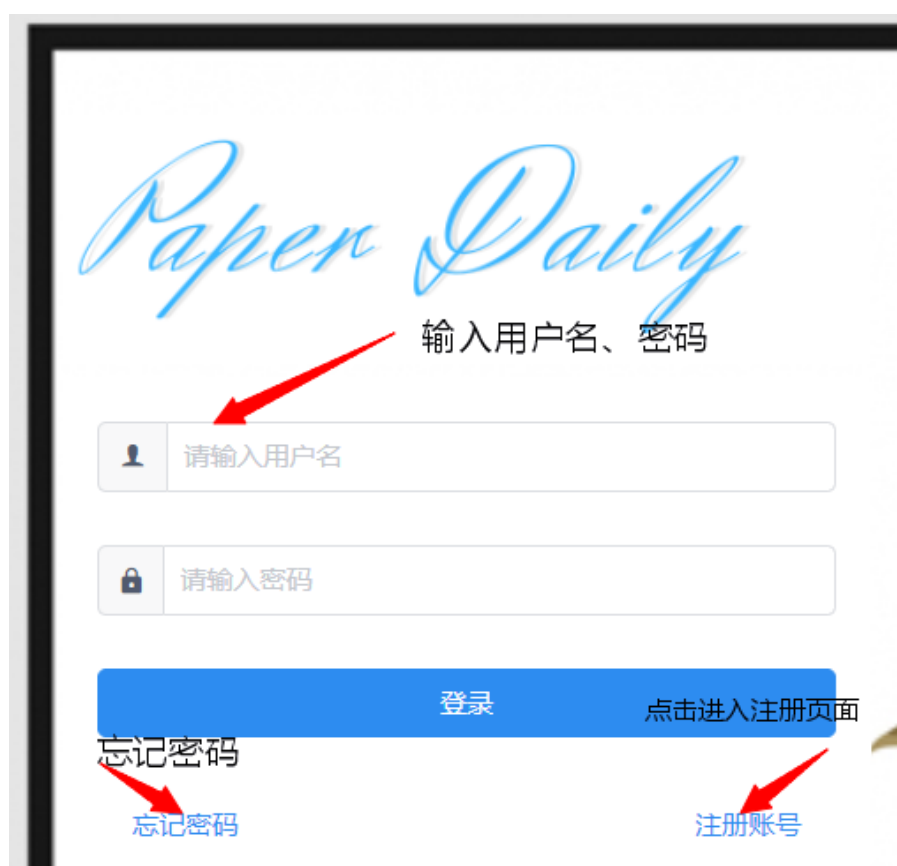 Paper Daily
输入用户名、密码
请输入用户名
请输入密码
登录
点击进入注册页面
忘记密码
忘记密码
注册账号